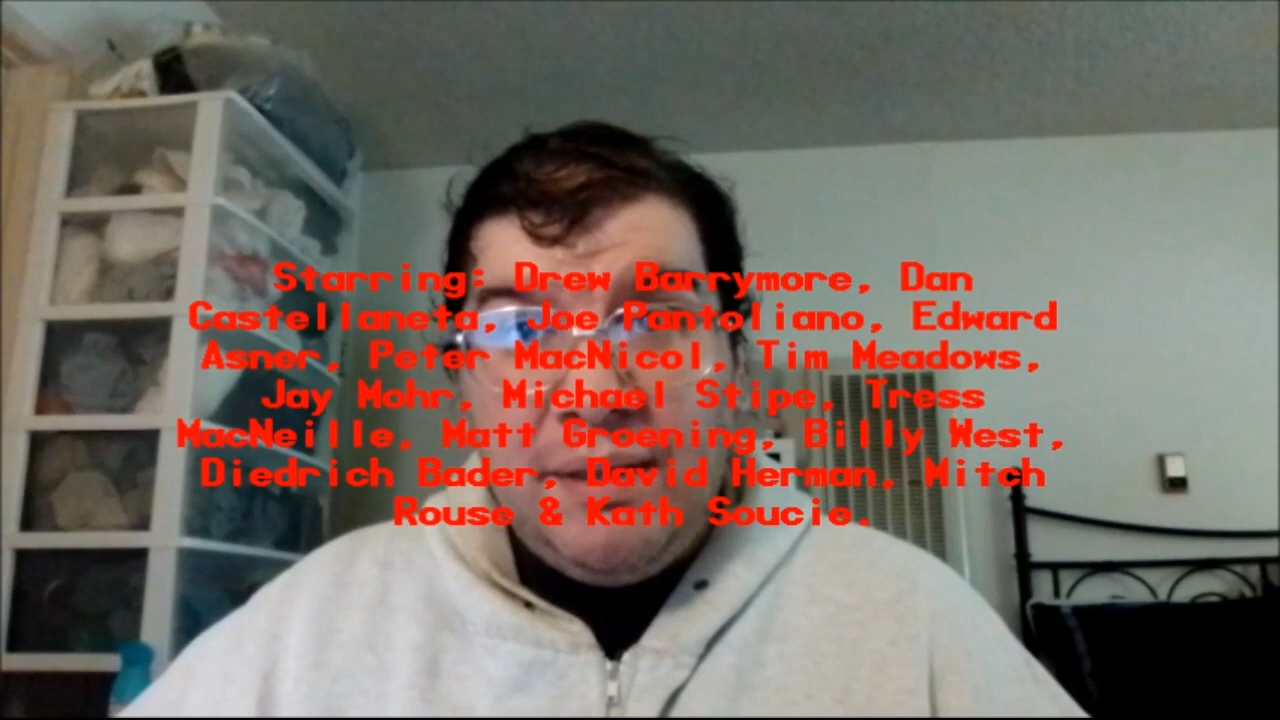 Starring: Drew Barrymore, Dan
Castellaneta, Joe Pantoliano, Edward
Asner, Peter MacNicol, Tim Meadows,
Jay Mohr, Michael Stipe, Tress
MacNeille, Matt Groening, Billy West,
Diedrich Bader, David Herman, Mitch
Rouse & Kath Soucie.